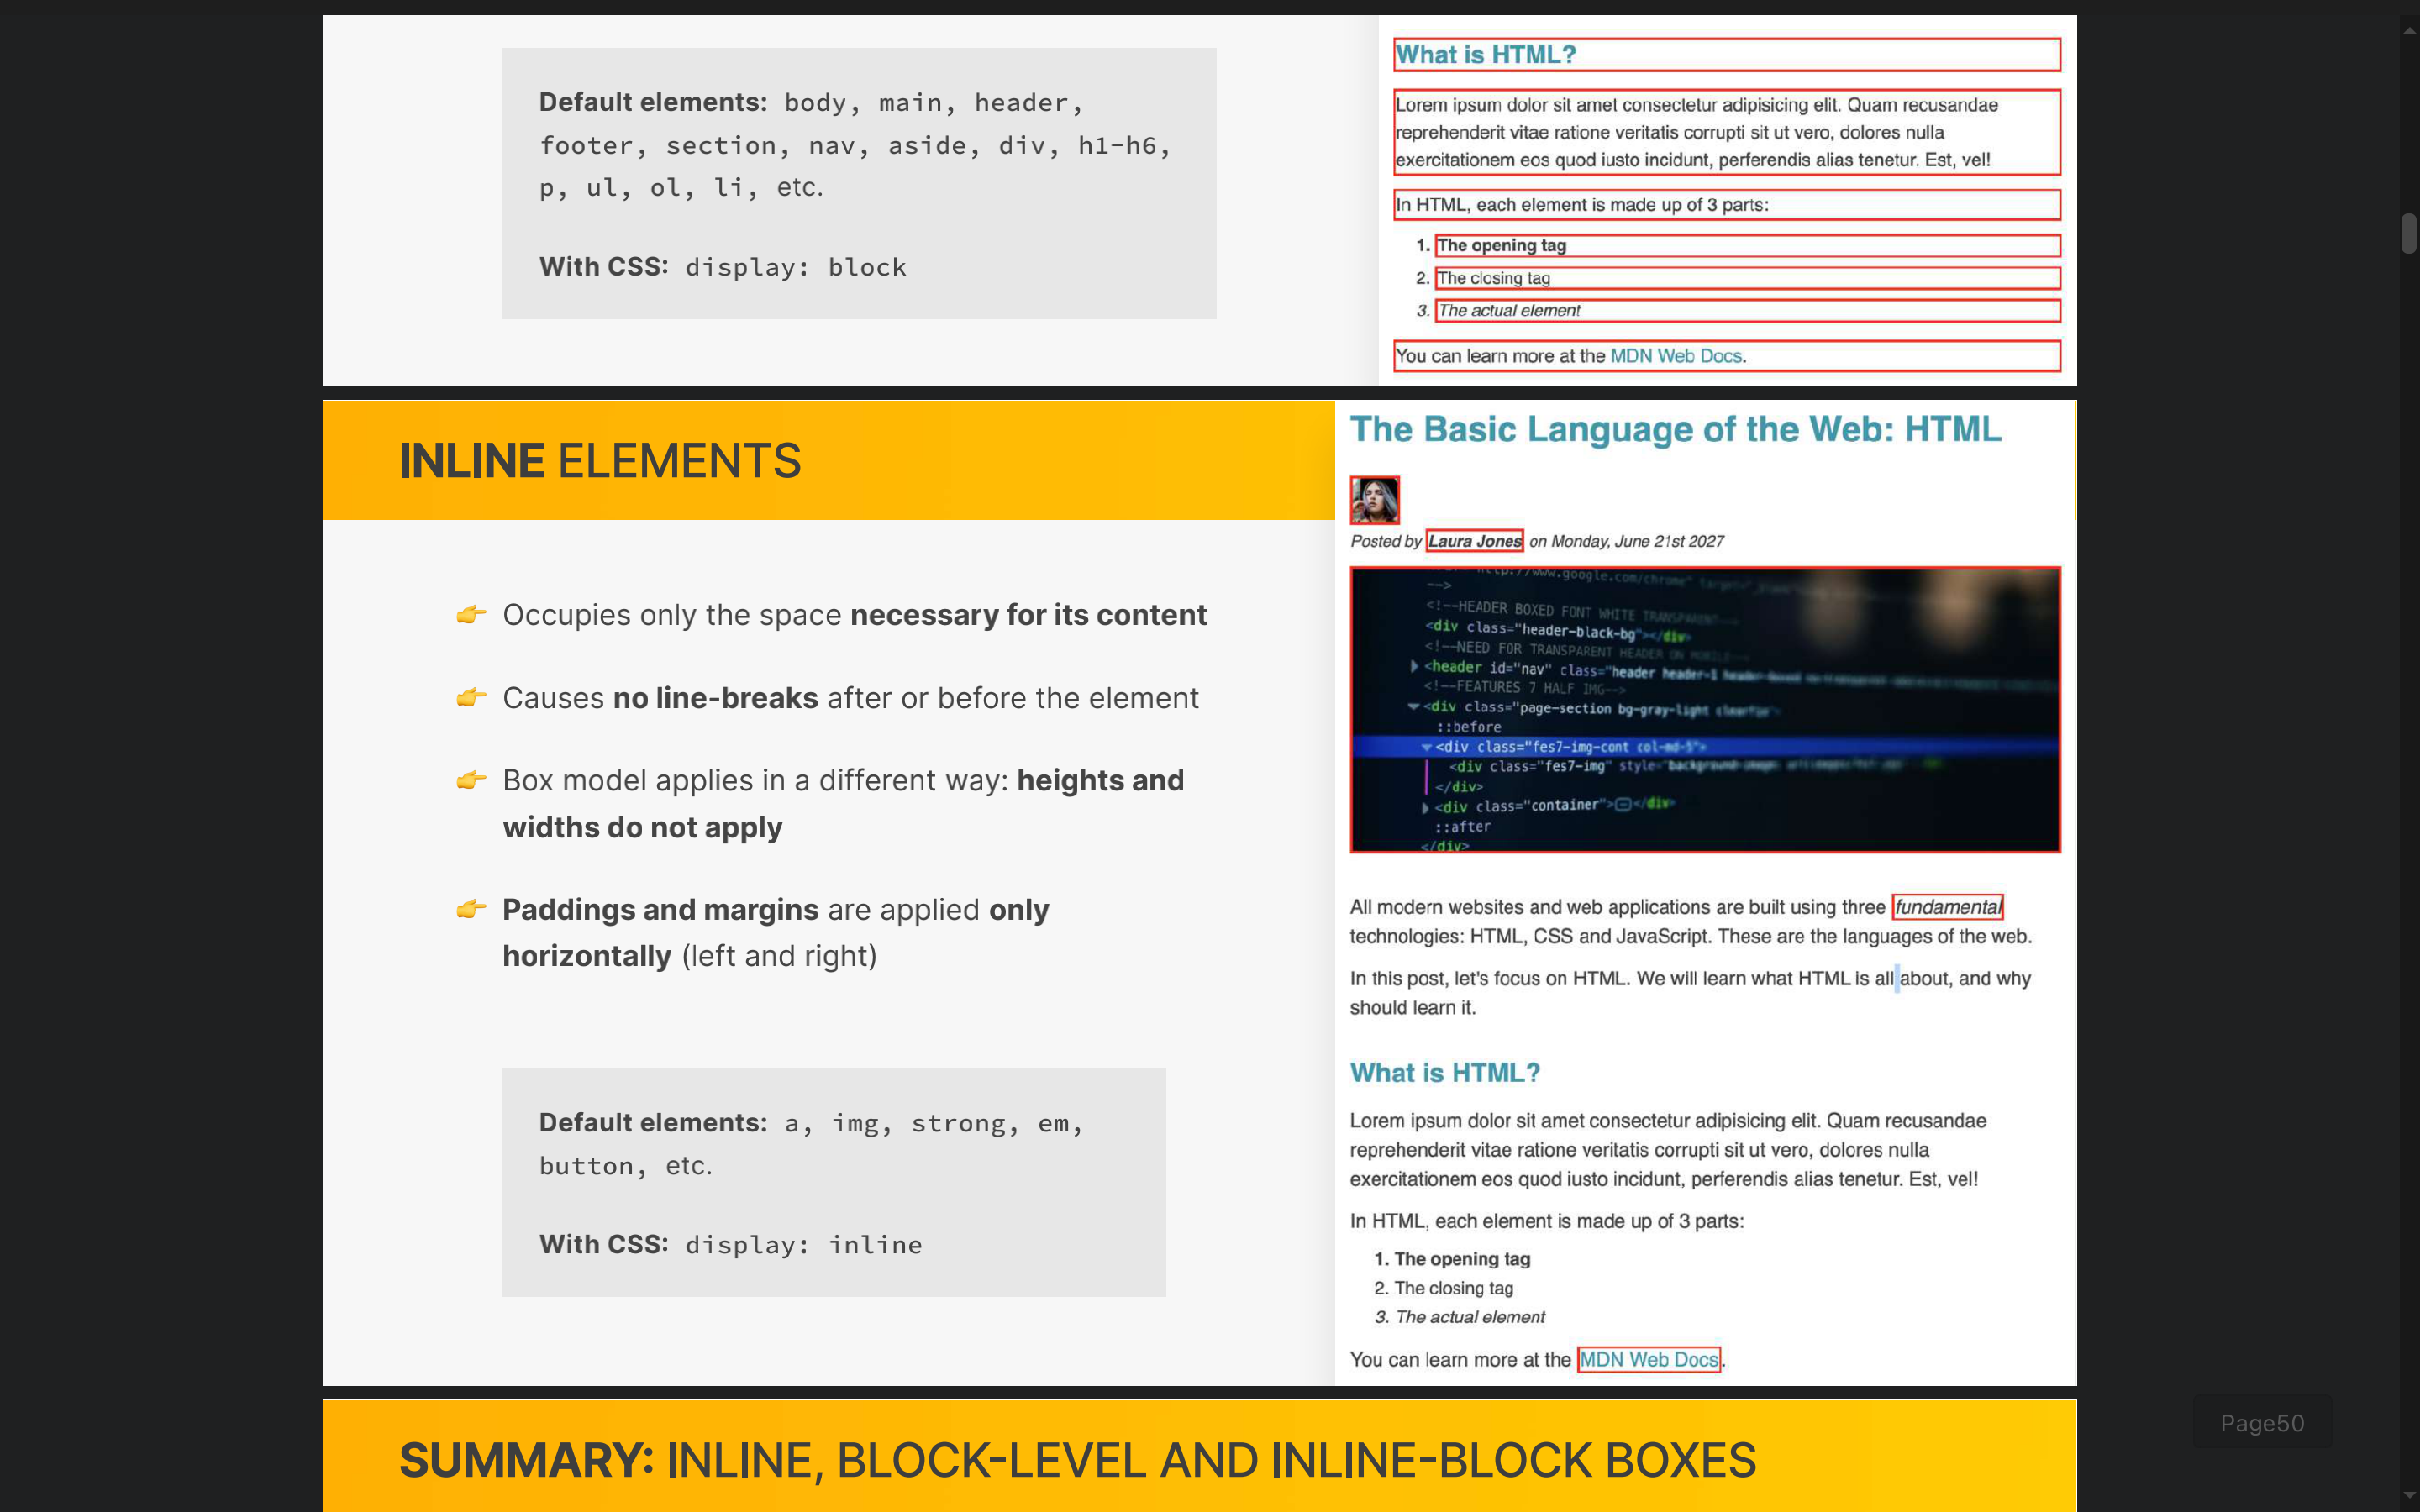 Default elements: body, main, header,
footer, section, nav, aside, div, h1-h6,
p, ul, ol, li, etc.
With CSS: display: block
What is HTML?
Lorem ipsum dolor sit amet consectetur adipisicing elit. Quam recusandae
reprehenderit vitae ratione veritatis corrupti sit ut vero, dolores nulla
exercitationem eos quod iusto incidunt, perferendis alias tenetur. Est, vel!
In HTML, each element is made up of 3 parts:
1. The opening tag
2. The closing tag
3. The actual element
You can learn more at the MDN Web Docs.
INLINE ELEMENTS
👉 Occupies only the space necessary for its content
👉 Causes no line-breaks after or before the element
👉 Box model applies in a different way: heights and
widths do not apply
👉 Paddings and margins are applied only
horizontally (left and right)
Default elements: a, img, strong, em,
button, etc.
With CSS: display: inline
The Basic Language of the Web: HTML
Posted by Laura Jones on Monday, June 21st 2027
http://www.google.com/chrome"
-->
<!--HEADER BOXED FONT WHITE TRANSPARENT
<div class="header-black-bg"></div>
<!--NEED FOR TRANSPARENT HEADER ON MOBILE
<header id="nav" class="header header-1
<!--FEATURES 7 HALF IMG-->
<div class="page-section bg-gray-light clearfix">
::before
<div class="fes7-img-cont col-md-5">
<div class="fes7-img" style="background-image:
</div>
<div class="container"></div>
::after
</div>
All modern websites and web applications are built using three fundamental
technologies: HTML, CSS and JavaScript. These are the languages of the web.
In this post, let's focus on HTML. We will learn what HTML is all about, and why
should learn it.
What is HTML?
Lorem ipsum dolor sit amet consectetur adipisicing elit. Quam recusandae
reprehenderit vitae ratione veritatis corrupti sit ut vero, dolores nulla
exercitationem eos quod iusto incidunt, perferendis alias tenetur. Est, vel!
In HTML, each element is made up of 3 parts:
1. The opening tag
2. The closing tag
3. The actual element
You can learn more at the MDN Web Docs.
SUMMARY: INLINE, BLOCK-LEVEL AND INLINE-BLOCK BOXES
Page50